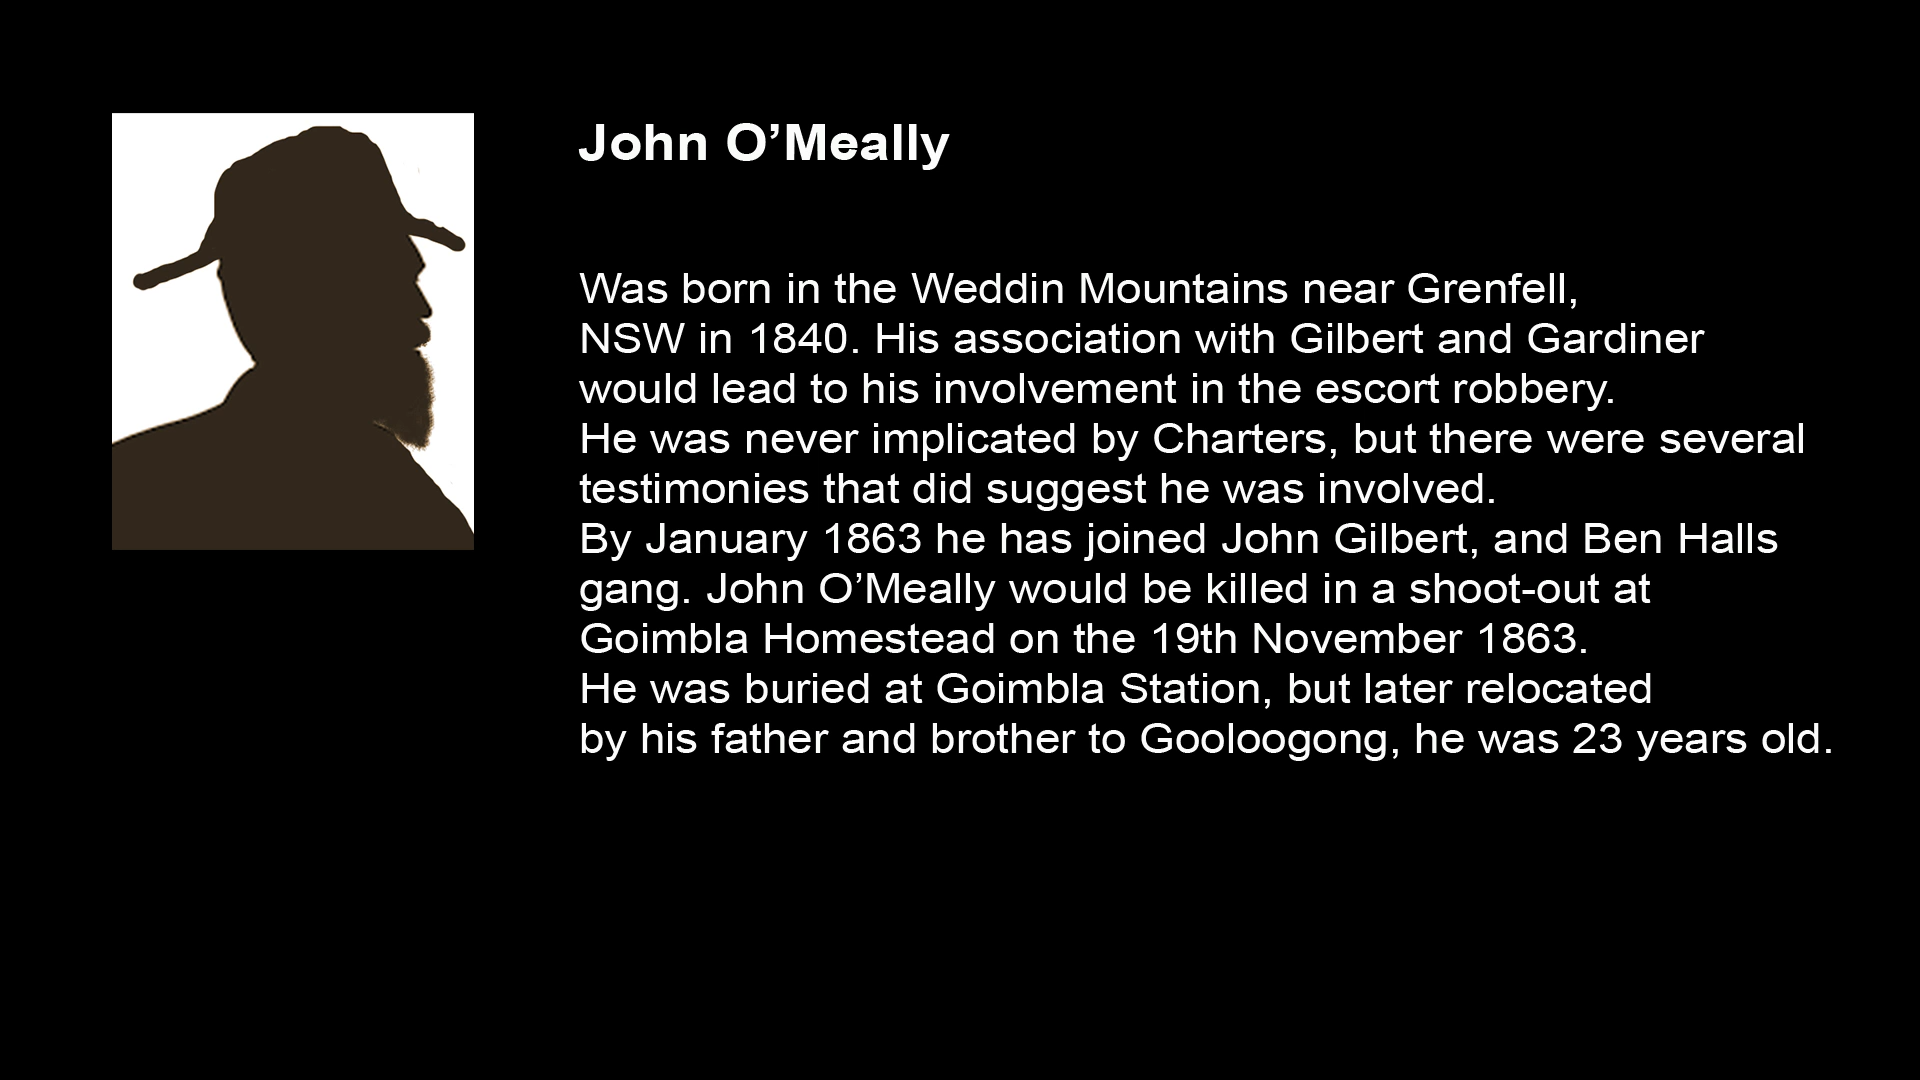 John O’Meally
Was born in the Weddin Mountains near Grenfell,
NSW in 1840. His association with Gilbert and Gardiner
would lead to his involvement in the escort robbery.
He was never implicated by Charters, but there were several
testimonies that did suggest he was involved.
By January 1863 he has joined John Gilbert, and Ben Halls
gang. John O’Meally would be killed in a shoot-out at
Goimbla Homestead on the 19th November 1863.
He was buried at Goimbla Station, but later relocated
by his father and brother to Gooloogong, he was 23 years old.